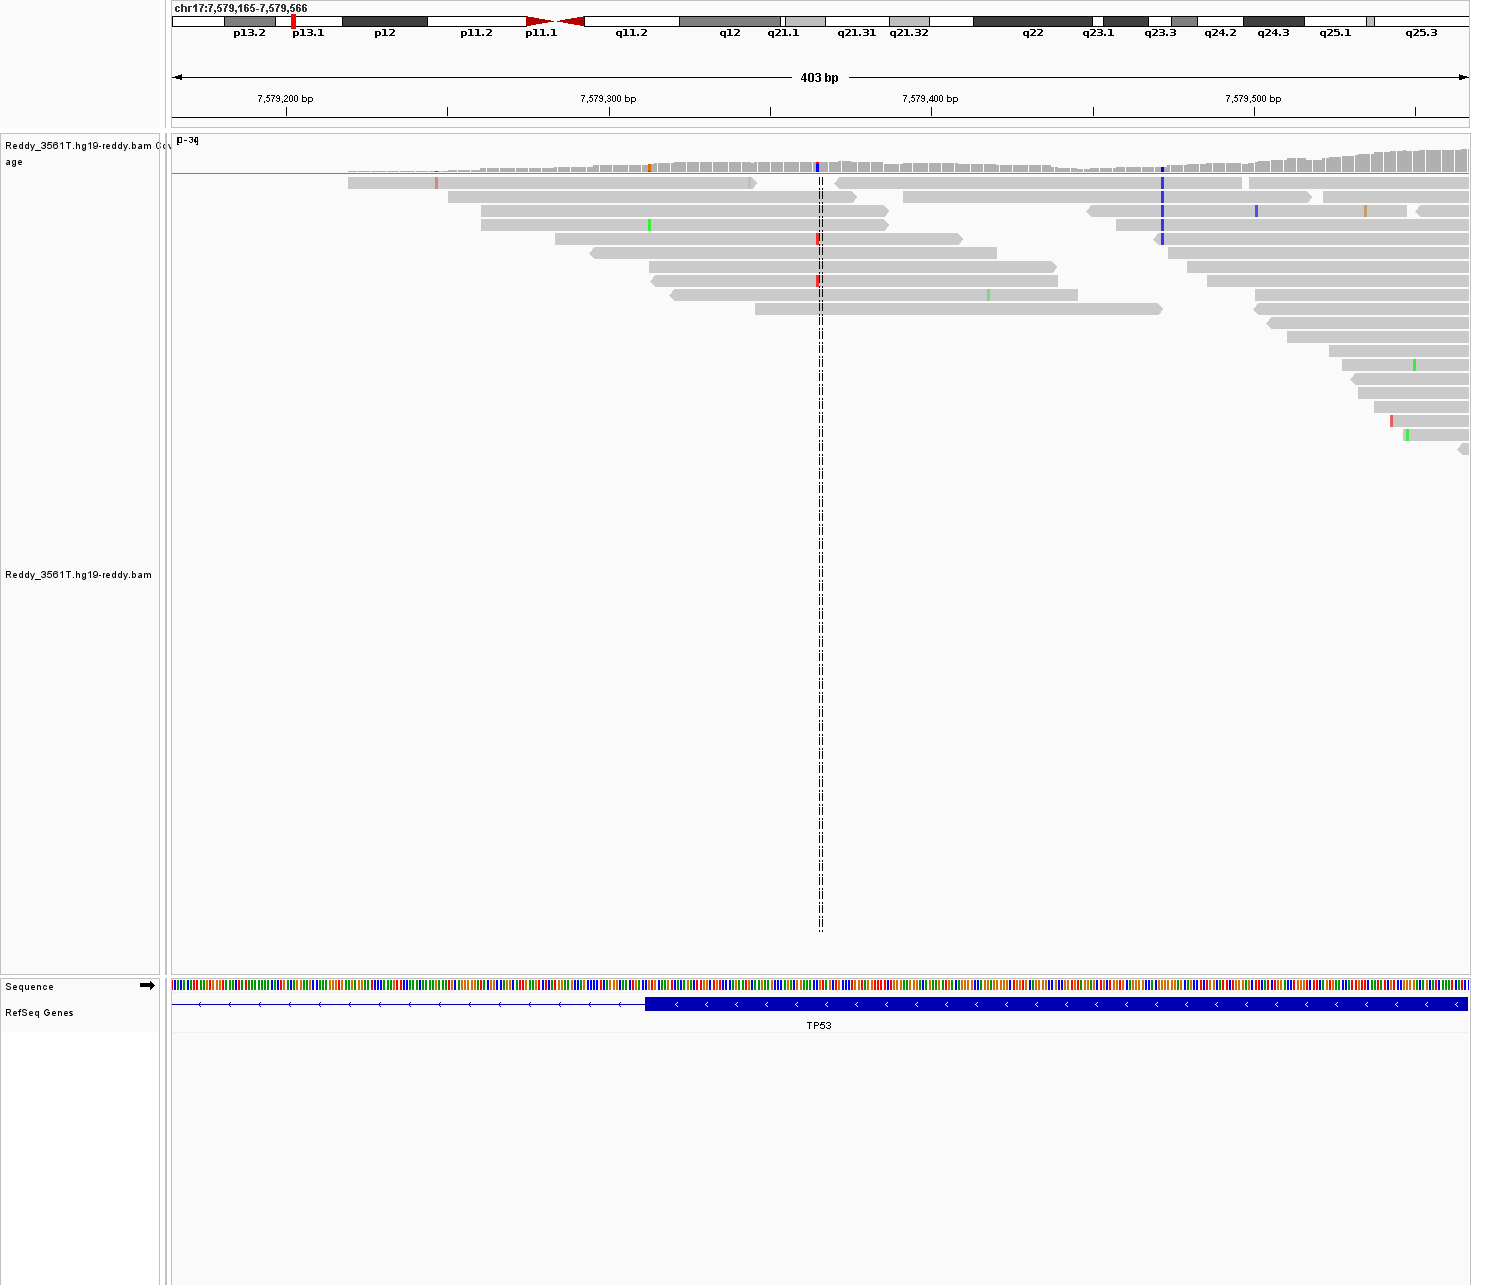 chr17:7,579,165-7,579,566
p13.2 p13.1 p12 p11.2 p11.1 q11.2 q12 q21.1 q21.31 q21.32 q22 q23.1 q23.3 q24.2 q24.3 q25.1 q25.3
403 bp
7,579,200 bp 7,579,300 bp 7,579,400 bp 7,579,500 bp
Reddy_3561T.hg19-reddy.bam Cov
age
Reddy_3561T.hg19-reddy.bam
Sequence
RefSeq Genes
TP53